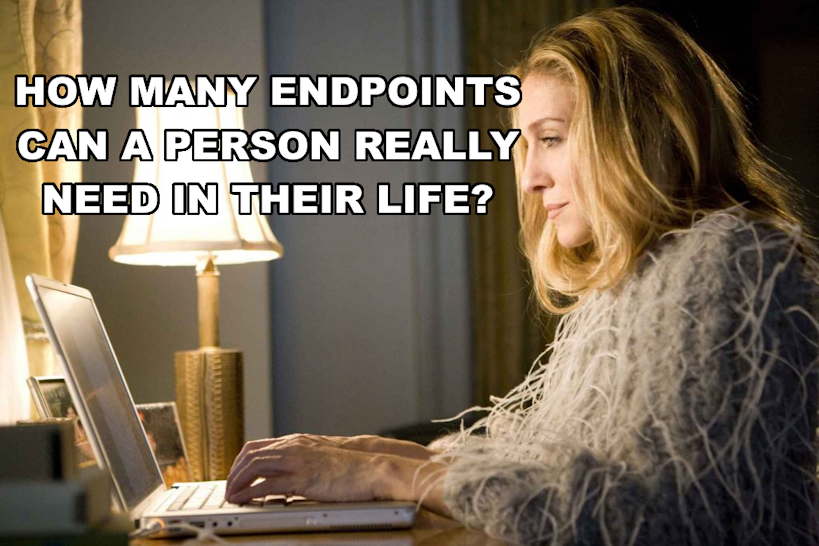 HOW MANY ENDPOINTS
CAN A PERSON REALLY
NEED IN THEIR LIFE?